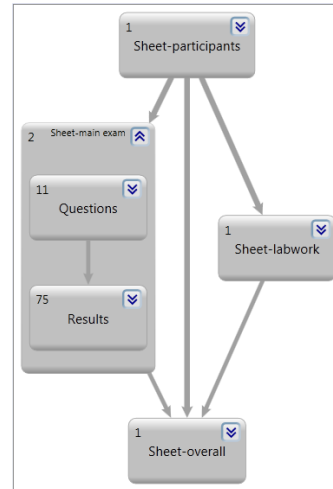 1
Sheet-participants
2 Sheet-main exam
11
Questions
75
Results
1
Sheet-labwork
1
Sheet-overall